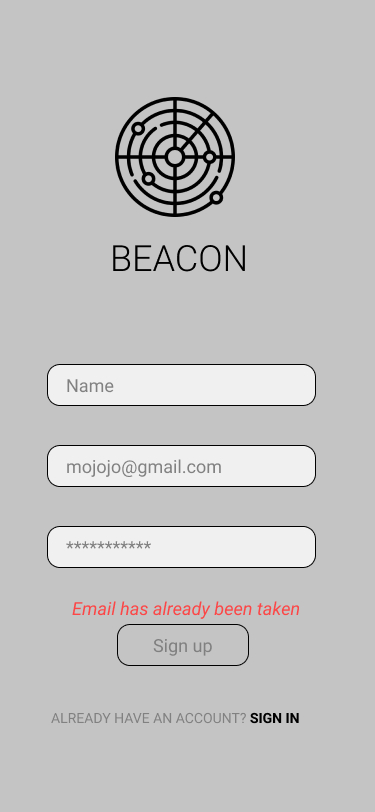 BEACON
Name
mojojo@gmail.com
***********
Email has already been taken
Sign up
ALREADY HAVE AN ACCOUNT? SIGN IN